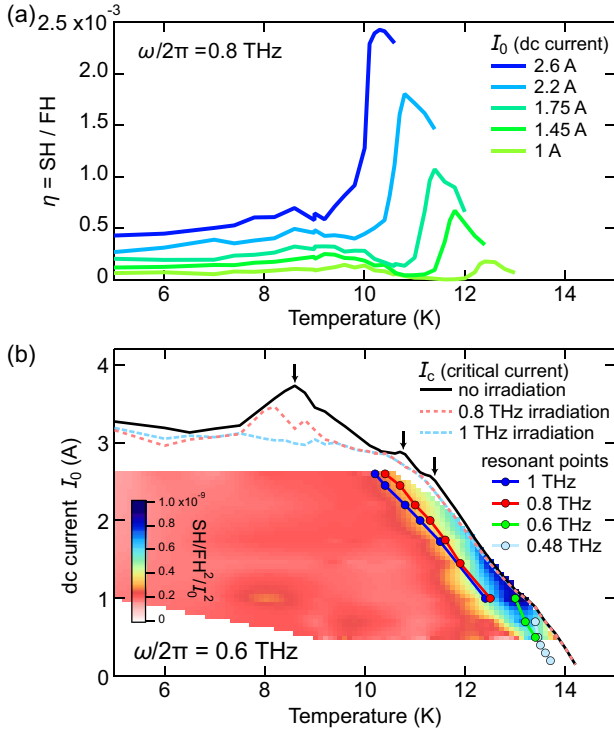 (a)
2.5 x10⁻³
2.0
1.5
1.0
0.5
0
η = SH / FH
ω/2π = 0.8 THz
I₀ (dc current)
2.6 A
2.2 A
1.75 A
1.45 A
1 A
6 8 10 12 14
Temperature (K)
(b)
4
3
2
1
0
dc current I₀ (A)
I_c (critical current)
no irradiation
0.8 THz irradiation
1 THz irradiation
resonant points
1 THz
0.8 THz
0.6 THz
0.48 THz
1.0 x10⁻⁹
0.8
0.6
0.4
0.2
0.0
SH/FH²/I₀²
ω/2π = 0.6 THz
6 8 10 12 14
Temperature (K)